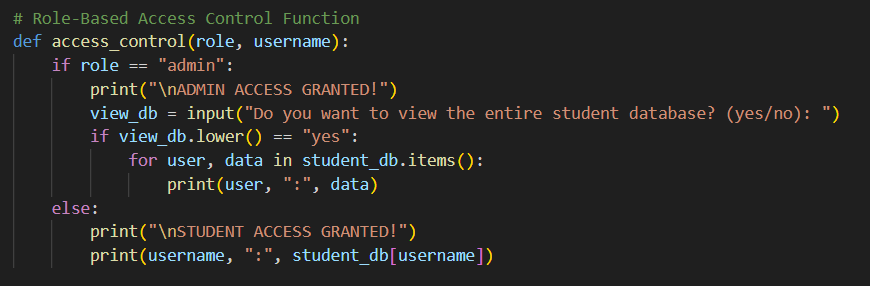 # Role-Based Access Control Function
def access_control(role, username):
    if role == "admin":
        print("\nADMIN ACCESS GRANTED!")
        view_db = input("Do you want to view the entire student database? (yes/no): ")
        if view_db.lower() == "yes":
            for user, data in student_db.items():
                print(user, ":", data)
    else:
        print("\nSTUDENT ACCESS GRANTED!")
        print(username, ":", student_db[username])